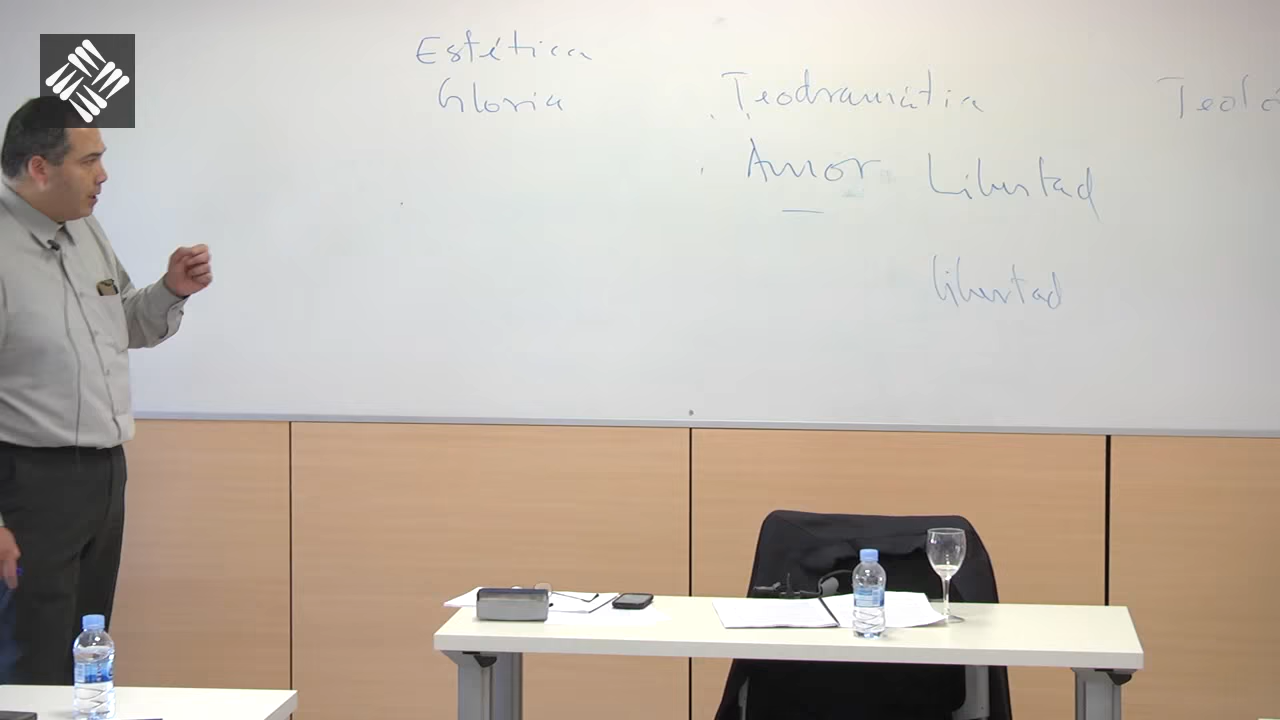 Estética
Gloria
Teodramática
Amor Libertad
libertad
Teoló